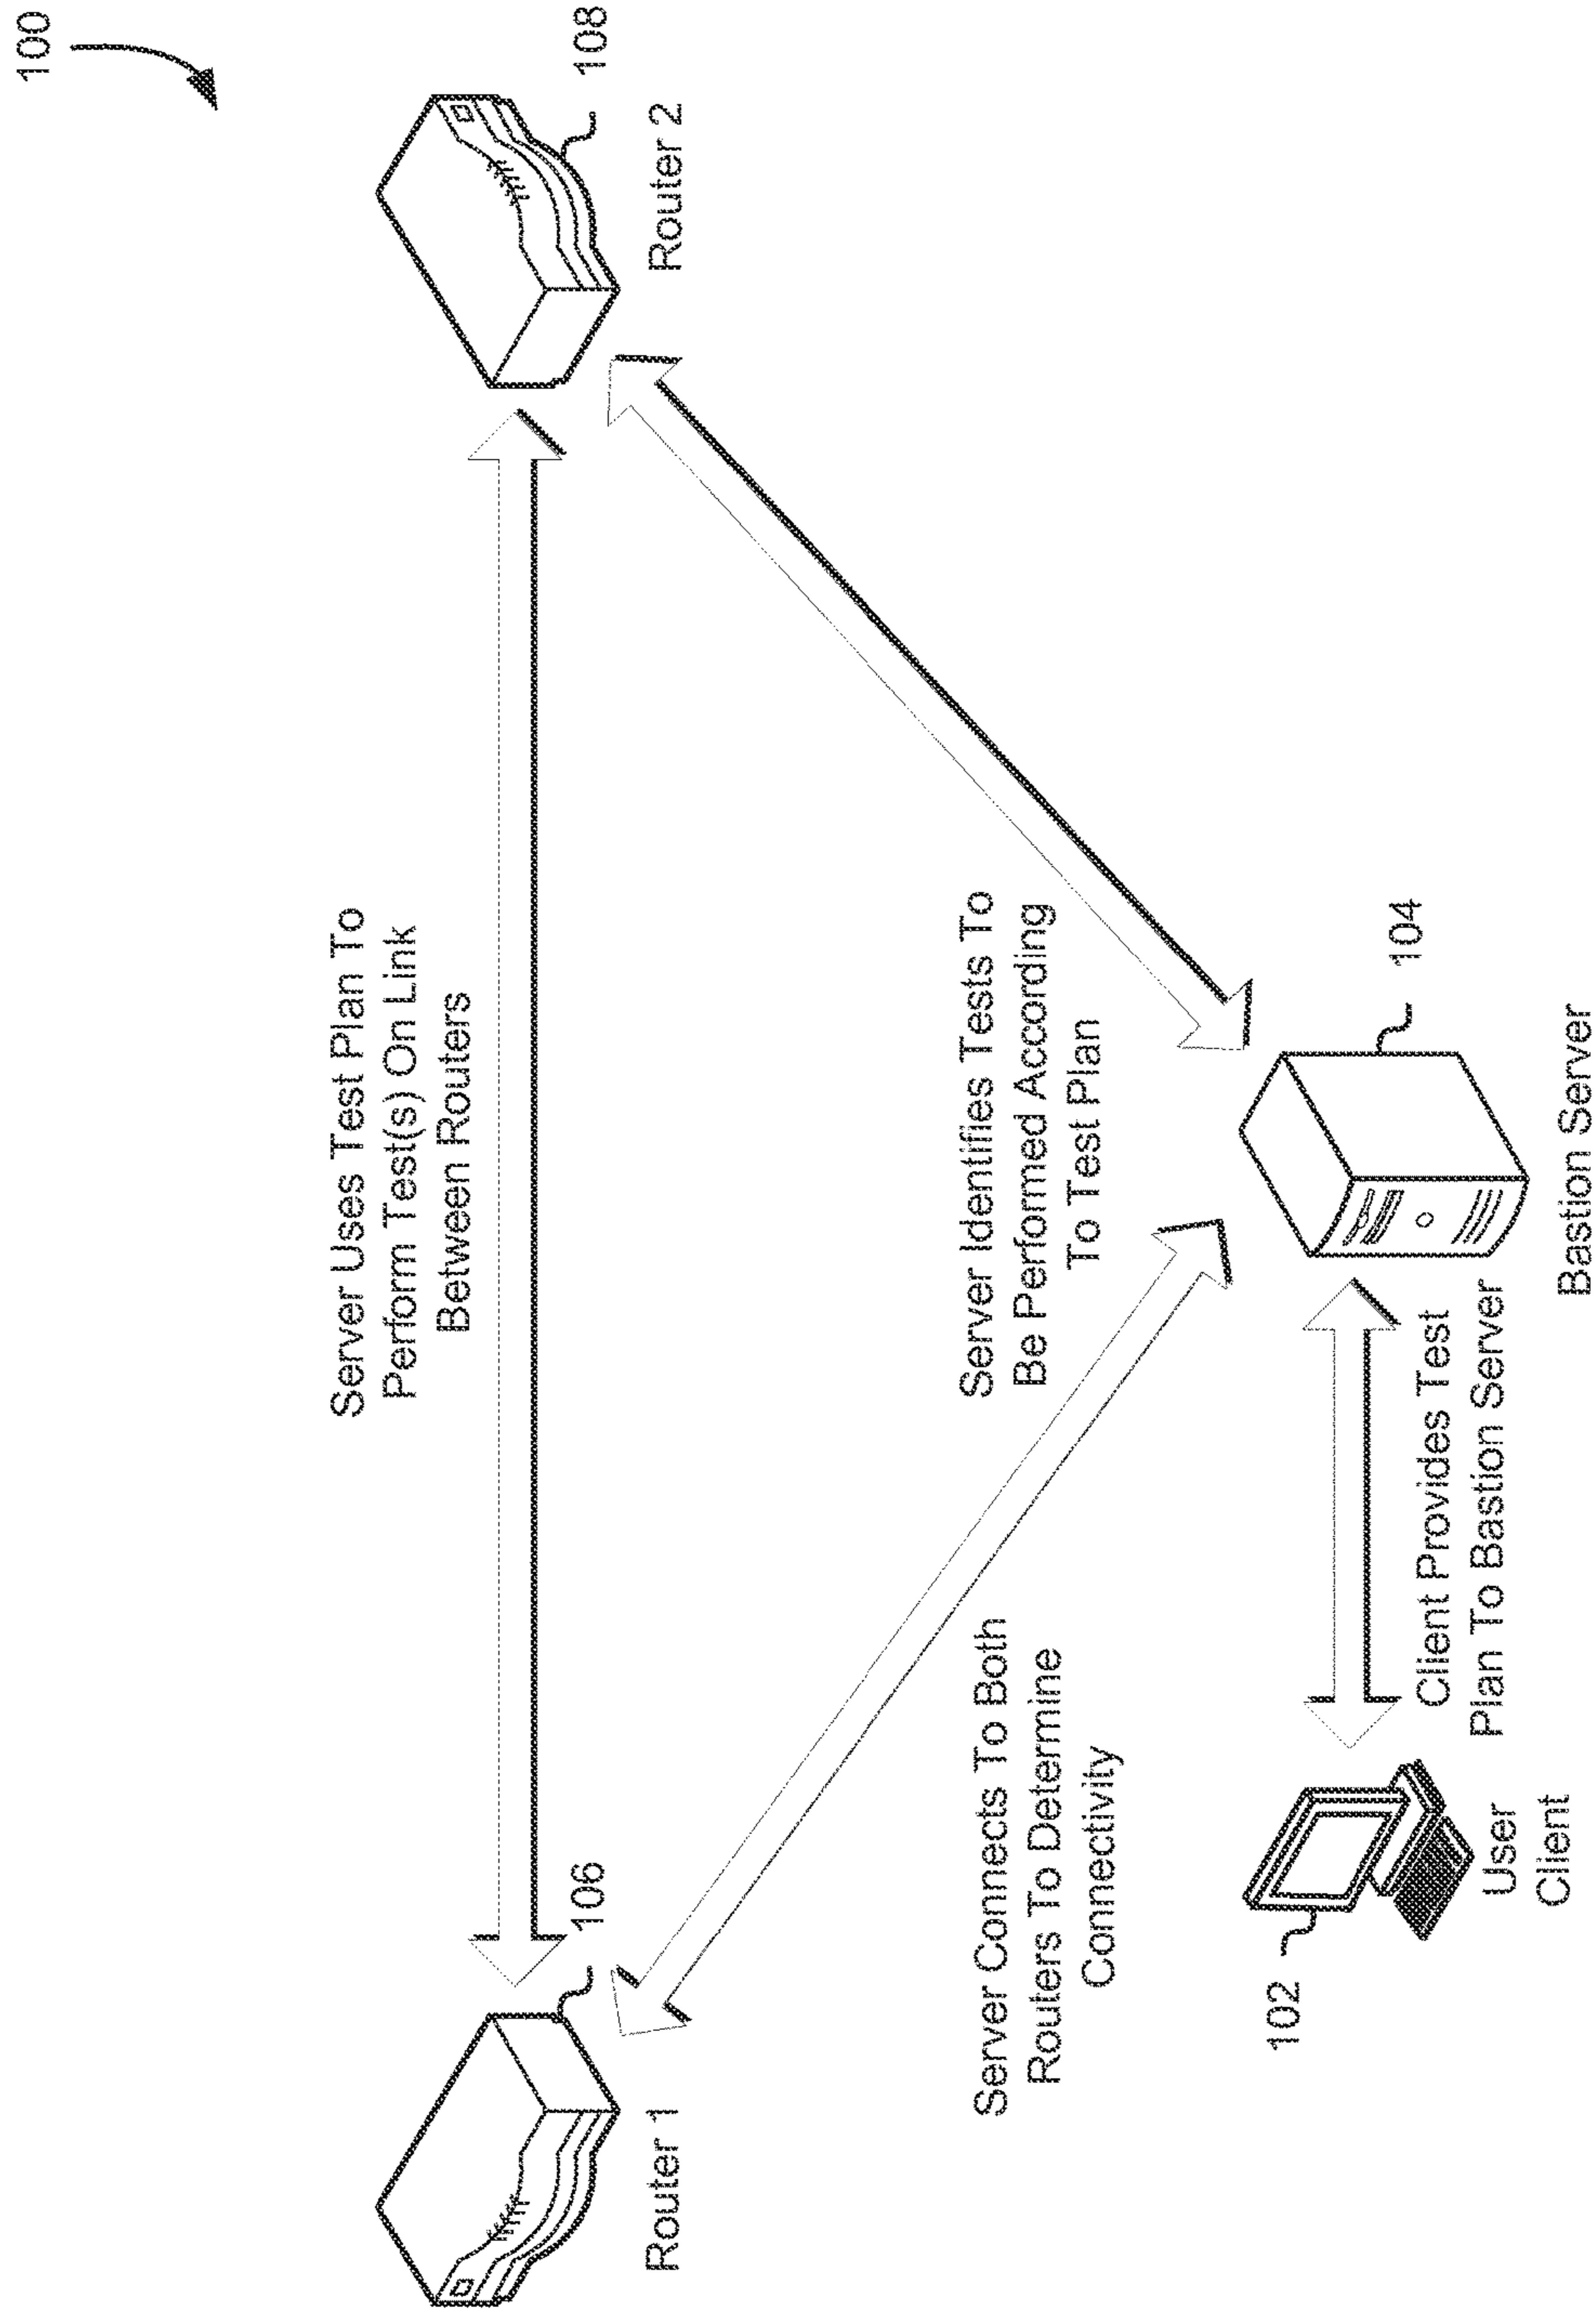 100
Server Uses Test Plan To
Perform Test(s) On Link
Between Routers
106
108
Router 1
Router 2
Server Connects To Both
Routers To Determine
Connectivity
Server Identifies Tests To
Be Performed According
To Test Plan
102
104
Client Provides Test
Plan To Bastion Server
User
Client
Bastion Server